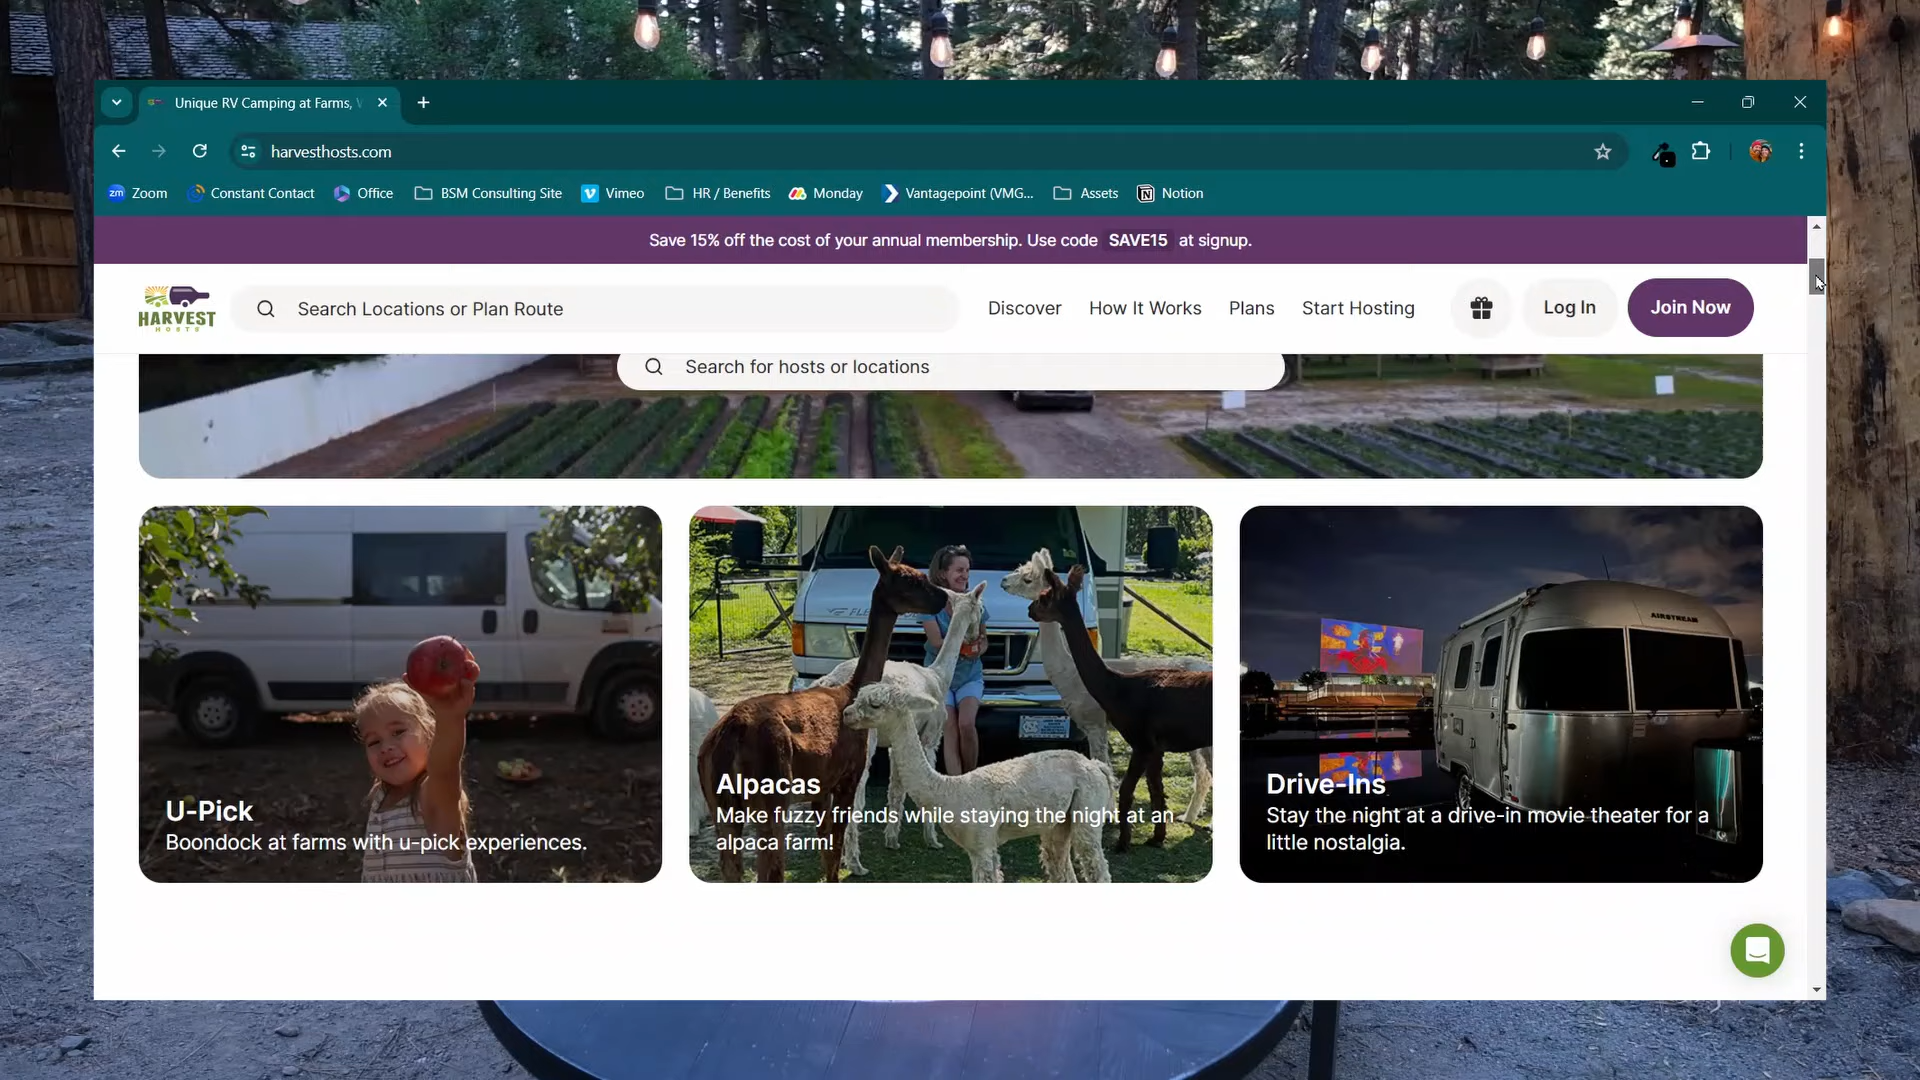 Unique RV Camping at Farms,
harvesthosts.com
Zoom
Constant Contact
Office
BSM Consulting Site
Vimeo
HR / Benefits
Monday
Vantagepoint (VMG...
Assets
Notion
Save 15% off the cost of your annual membership. Use code SAVE15 at signup.
HARVEST
HOSTS
Search Locations or Plan Route
Discover
How It Works
Plans
Start Hosting
Log In
Join Now
Search for hosts or locations
AIRSTREAM
U-Pick
Boondock at farms with u-pick experiences.
Alpacas
Make fuzzy friends while staying the night at an
alpaca farm!
Drive-Ins
Stay the night at a drive-in movie theater for a
little nostalgia.